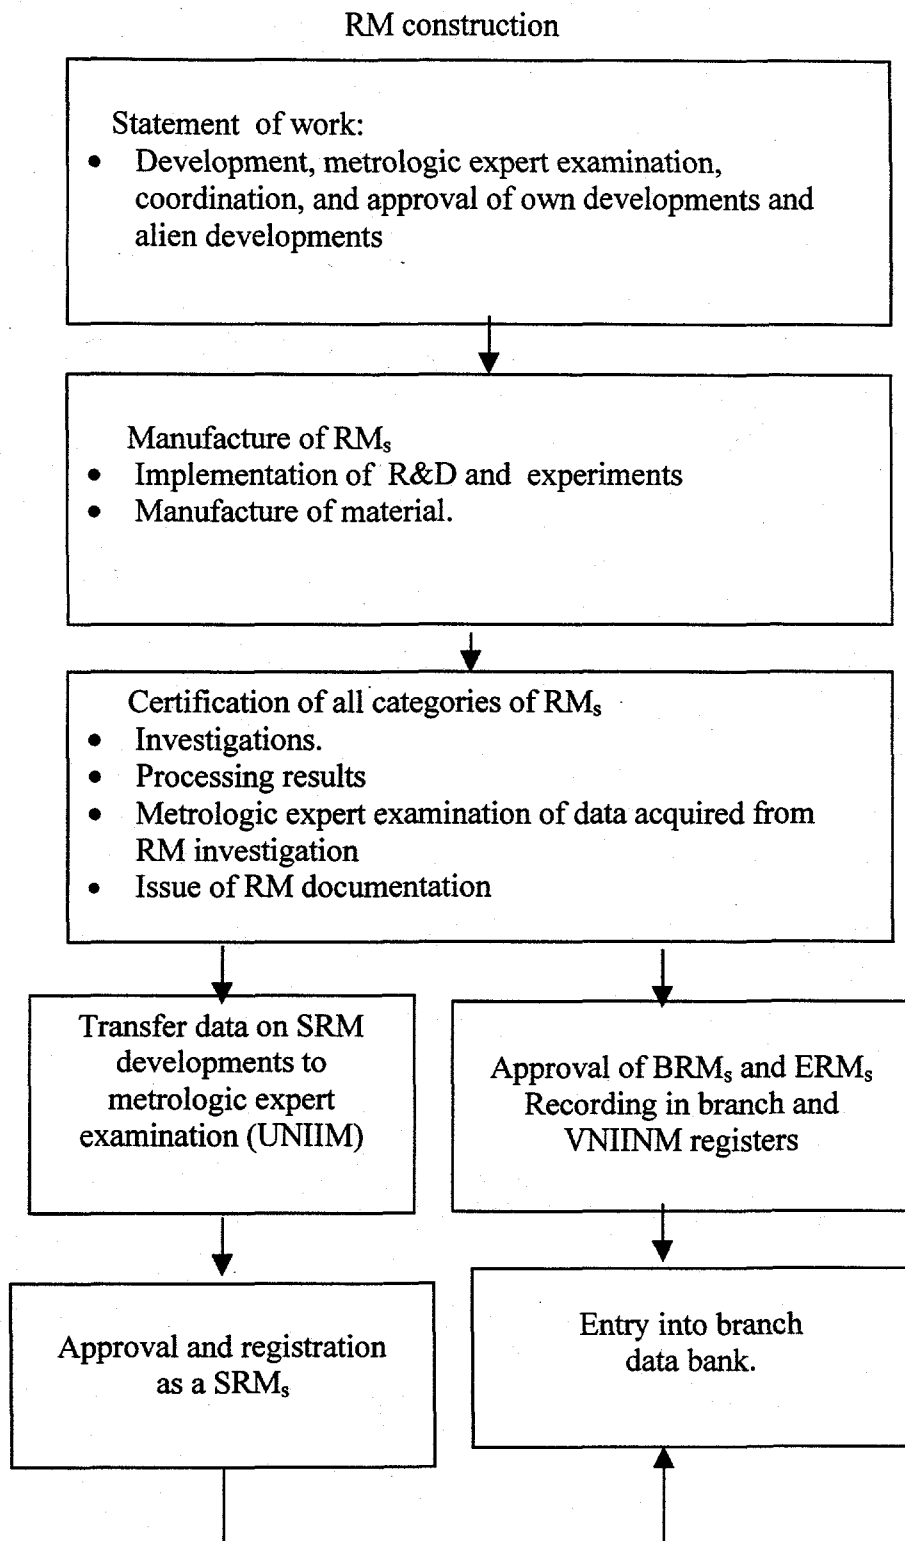 RM construction
Statement of work:
• Development, metrologic expert examination,
coordination, and approval of own developments and
alien developments
Manufacture of RMs
• Implementation of R&D and experiments
• Manufacture of material.
Certification of all categories of RMs
• Investigations.
• Processing results
• Metrologic expert examination of data acquired from
RM investigation
• Issue of RM documentation
Transfer data on SRM
developments to
metrologic expert
examination (UNIIM)
Approval of BRMs and ERMs
Recording in branch and
VNIINM registers
Approval and registration
as a SRMs
Entry into branch
data bank.